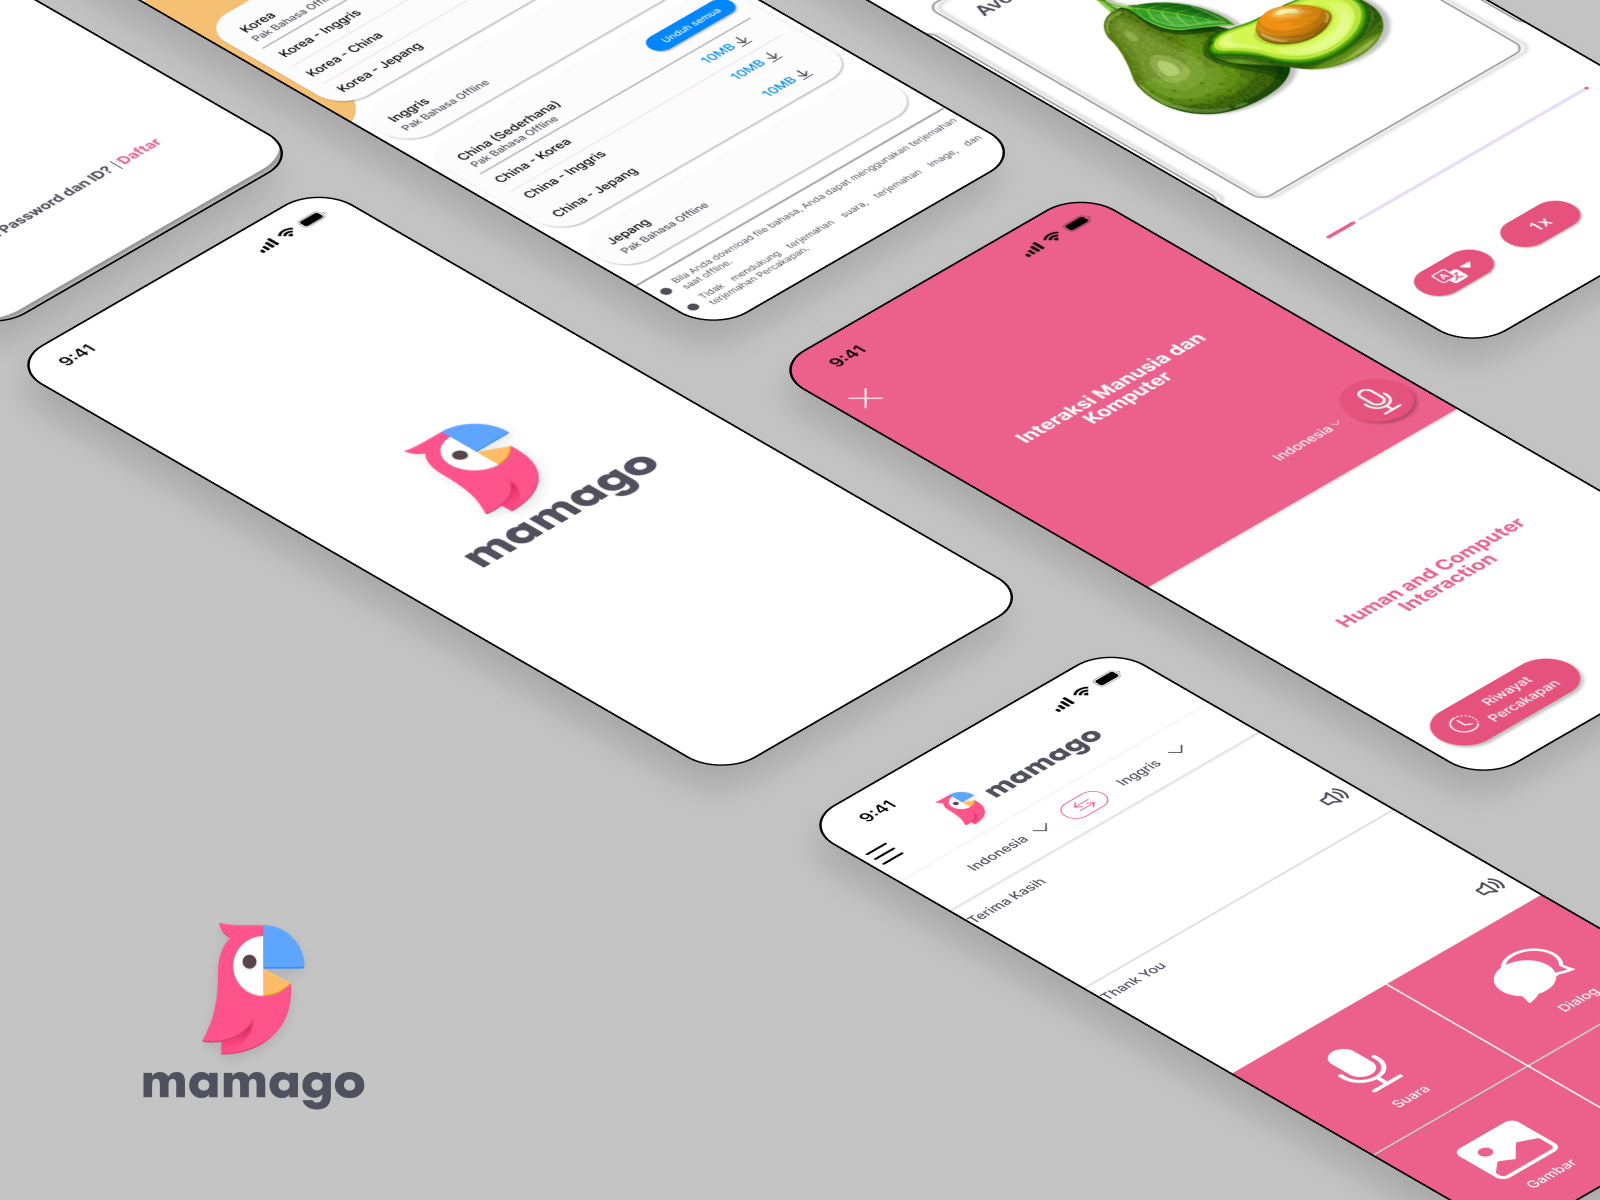 Password dan ID? | Daftar
Korea
Pak Bahasa Offline
Korea - Inggris
Korea - China
Korea - Jepang
Inggris
Pak Bahasa Offline
Unduh semua
China (Sederhana)
Pak Bahasa Offline
China - Korea
10MB
China - Inggris
10MB
China - Jepang
10MB
Jepang
Pak Bahasa Offline
Bila Anda download file bahasa, Anda dapat menggunakan terjemahan
saat offline.
Tidak mendukung terjemahan suara, terjemahan image, dan
terjemahan Percakapan.
1x
9:41
mamago
9:41
Interaksi Manusia dan
Komputer
Indonesia
Human and Computer
Interaction
Riwayat
Percakapan
9:41
mamago
Indonesia
Inggris
Terima Kasih
Thank You
Dialog
Suara
Gambar
mamago